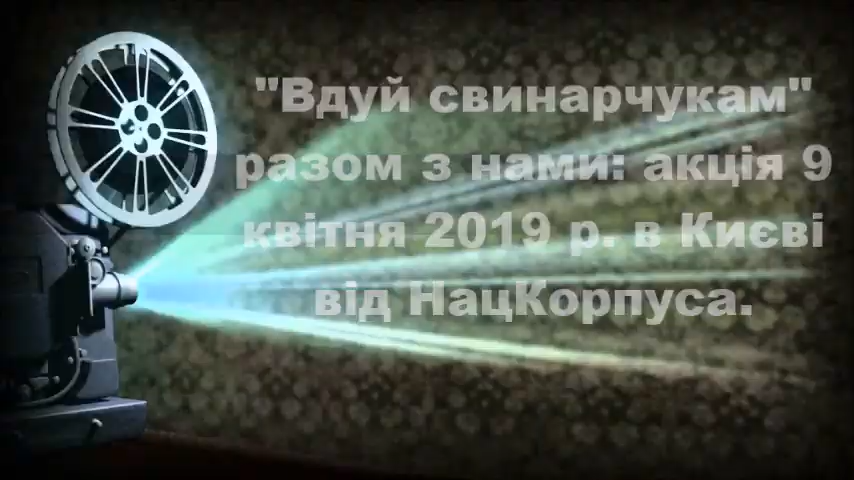 "Вдуй свинарчукам"
разом з нами: акція 9
квітня 2019 р. в Києві
від НацКорпуса.